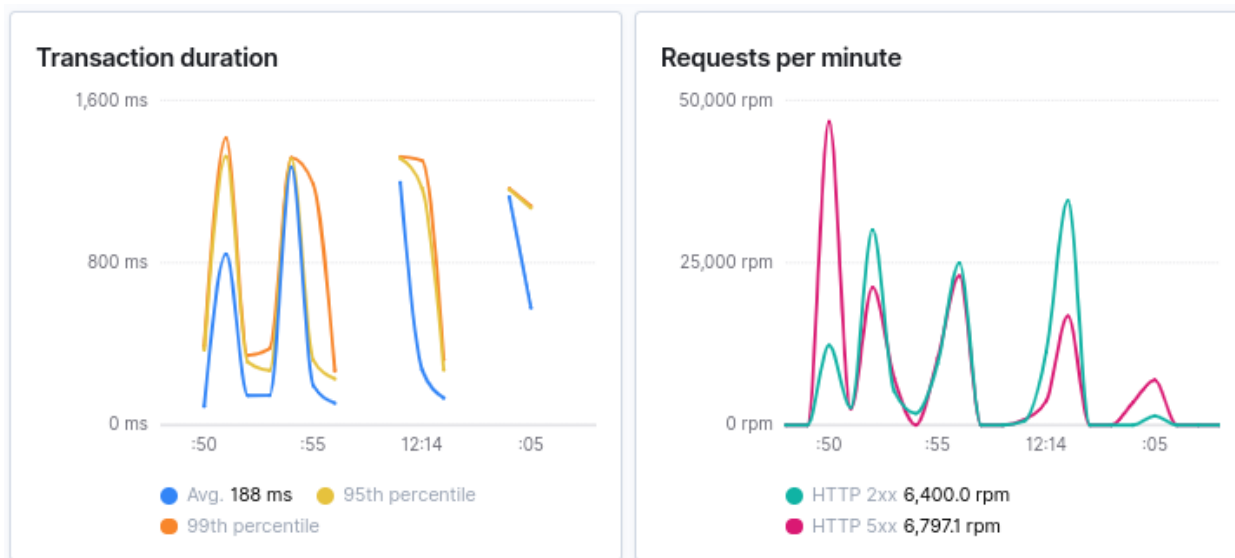 Transaction duration
1,600 ms
800 ms
0 ms
:50 :55 12:14 :05
Avg. 188 ms 95th percentile
99th percentile
Requests per minute
50,000 rpm
25,000 rpm
0 rpm
:50 :55 12:14 :05
HTTP 2xx 6,400.0 rpm
HTTP 5xx 6,797.1 rpm